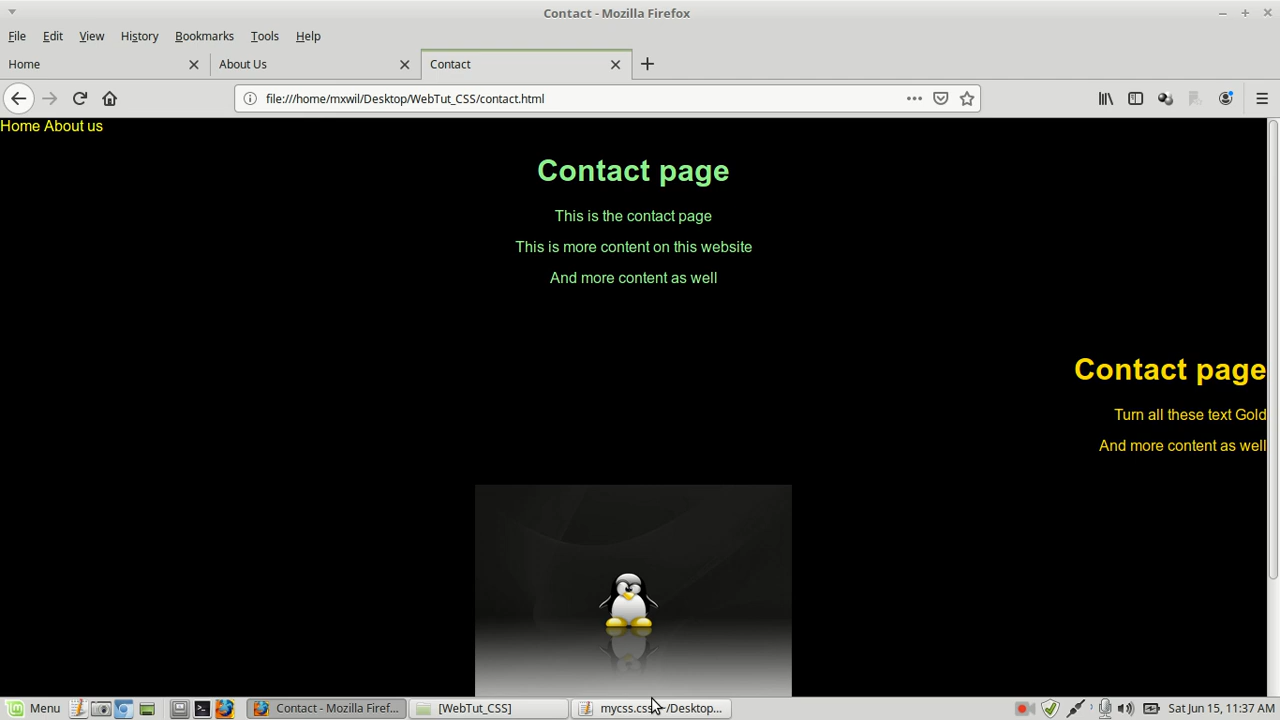 Contact - Mozilla Firefox
File Edit View History Bookmarks Tools Help
Home About Us Contact
file:///home/mxwil/Desktop/WebTut_CSS/contact.html
Home About us
Contact page
This is the contact page
This is more content on this website
And more content as well
Contact page
Turn all these text Gold
And more content as well
Menu Contact - Mozilla Firef... [WebTut_CSS] mycss.css ~/Desktop... Sat Jun 15, 11:37 AM